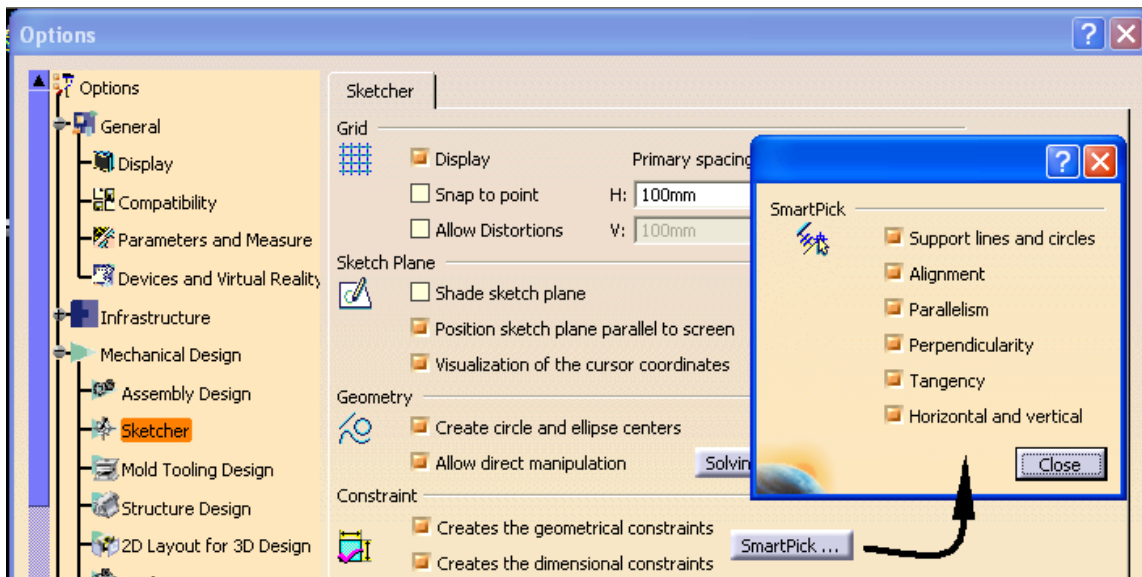 Options
Options
General
Display
Compatibility
Parameters and Measure
Devices and Virtual Reality
Infrastructure
Mechanical Design
Assembly Design
Sketcher
Mold Tooling Design
Structure Design
2D Layout for 3D Design
Sketcher
Grid
Display Primary spacing
Snap to point H: 100mm
Allow Distortions V: 100mm
Sketch Plane
Shade sketch plane
Position sketch plane parallel to screen
Visualization of the cursor coordinates
Geometry
Create circle and ellipse centers
Allow direct manipulation Solvin
Constraint
Creates the geometrical constraints
SmartPick ...
Creates the dimensional constraints
SmartPick
Support lines and circles
Alignment
Parallelism
Perpendicularity
Tangency
Horizontal and vertical
Close